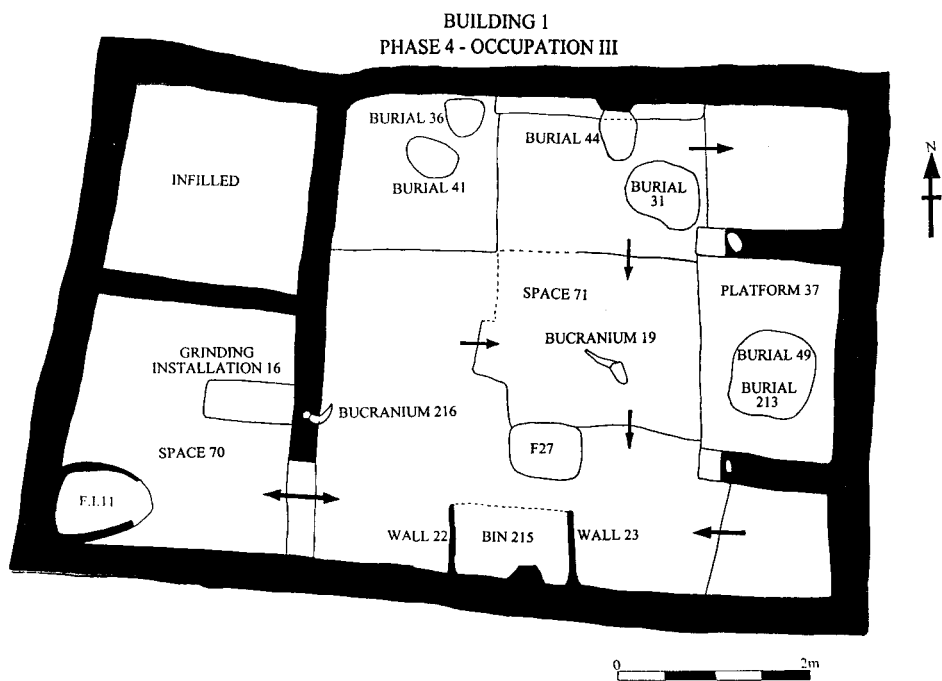 BUILDING 1
PHASE 4 - OCCUPATION III
BURIAL 36
BURIAL 44
N
INFILLED
BURIAL 41
BURIAL
31
SPACE 71
PLATFORM 37
GRINDING
INSTALLATION 16
BUCRANIUM 19
BURIAL 49
BURIAL
213
BUCRANIUM 216
SPACE 70
F27
F.I.11
WALL 22
BIN 215
WALL 23
0
2m